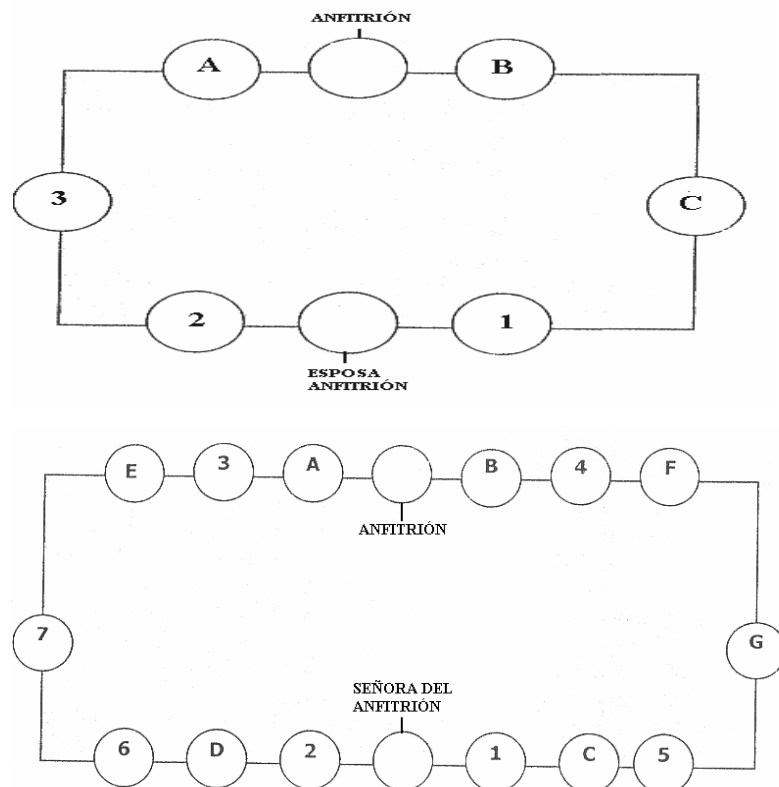 ANFITRIÓN
A B
3 C
2 1
ESPOSA
ANFITRIÓN
E 3 A B 4 F
ANFITRIÓN
7 G
SEÑORA DEL
ANFITRIÓN
6 D 2 1 C 5